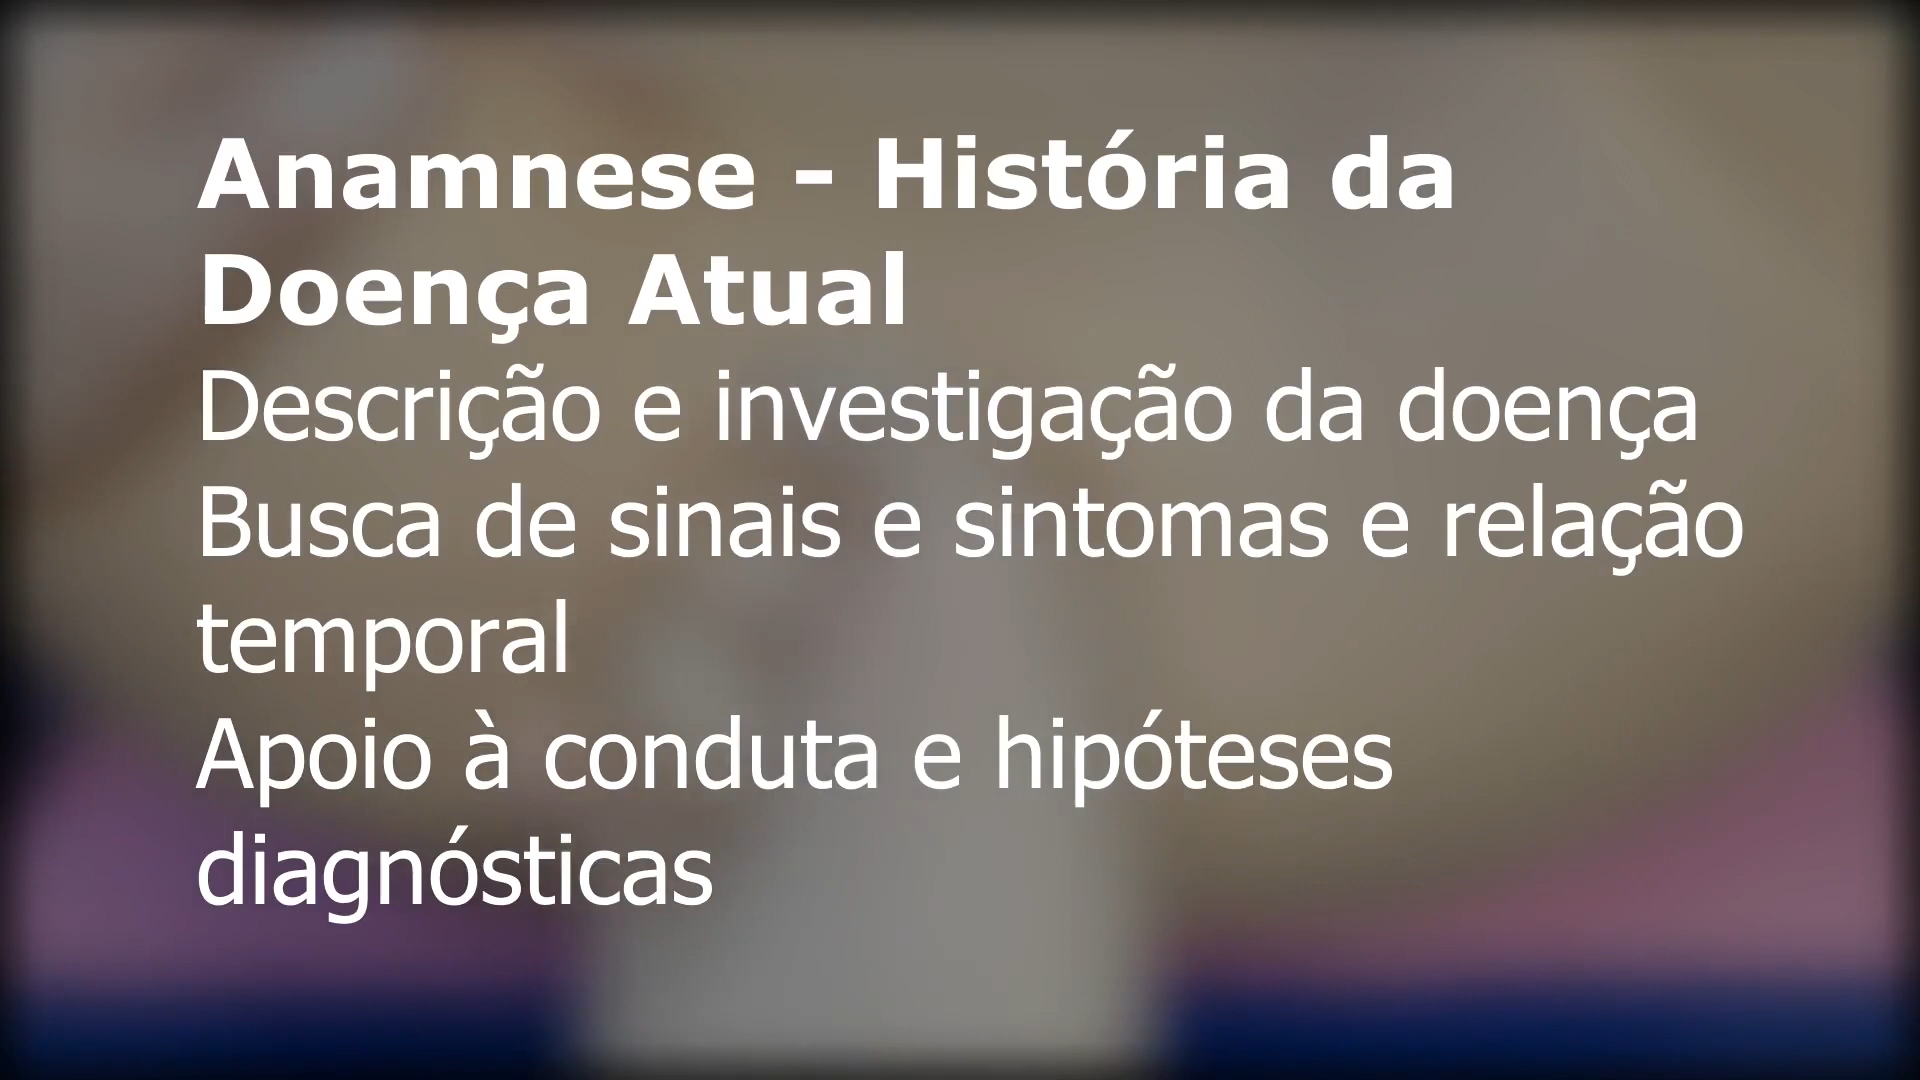 Anamnese - História da
Doença Atual
Descrição e investigação da doença
Busca de sinais e sintomas e relação
temporal
Apoio à conduta e hipóteses
diagnósticas